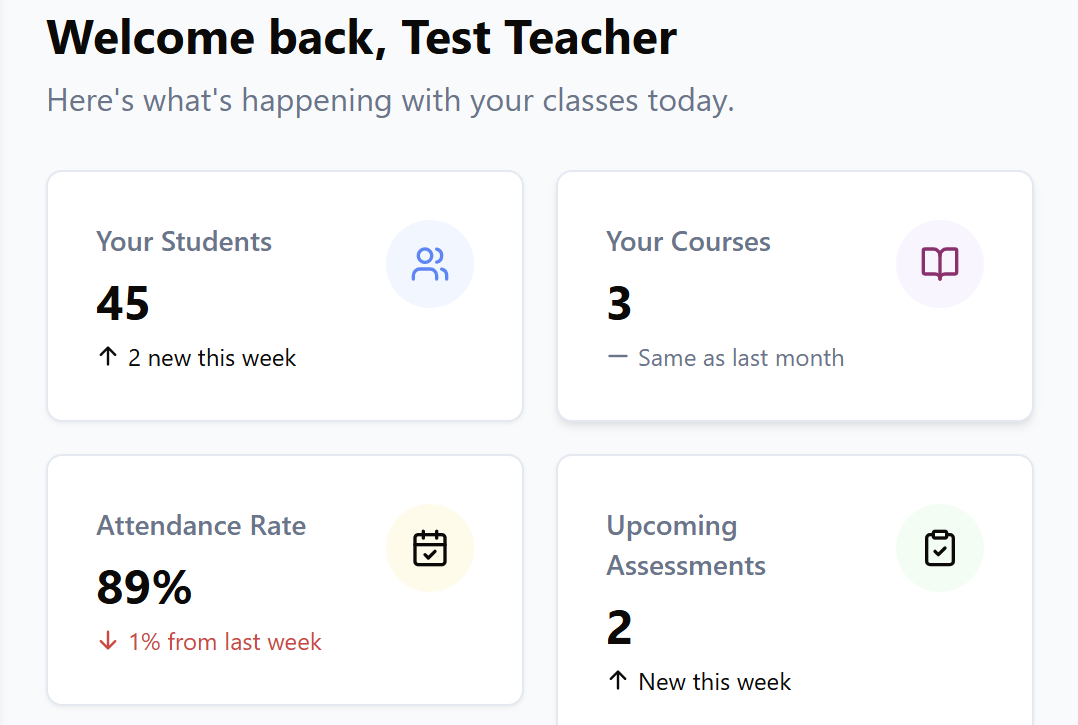 Welcome back, Test Teacher
Here's what's happening with your classes today.
Your Students
45
↑ 2 new this week
Your Courses
3
— Same as last month
Attendance Rate
89%
↓ 1% from last week
Upcoming
Assessments
2
↑ New this week